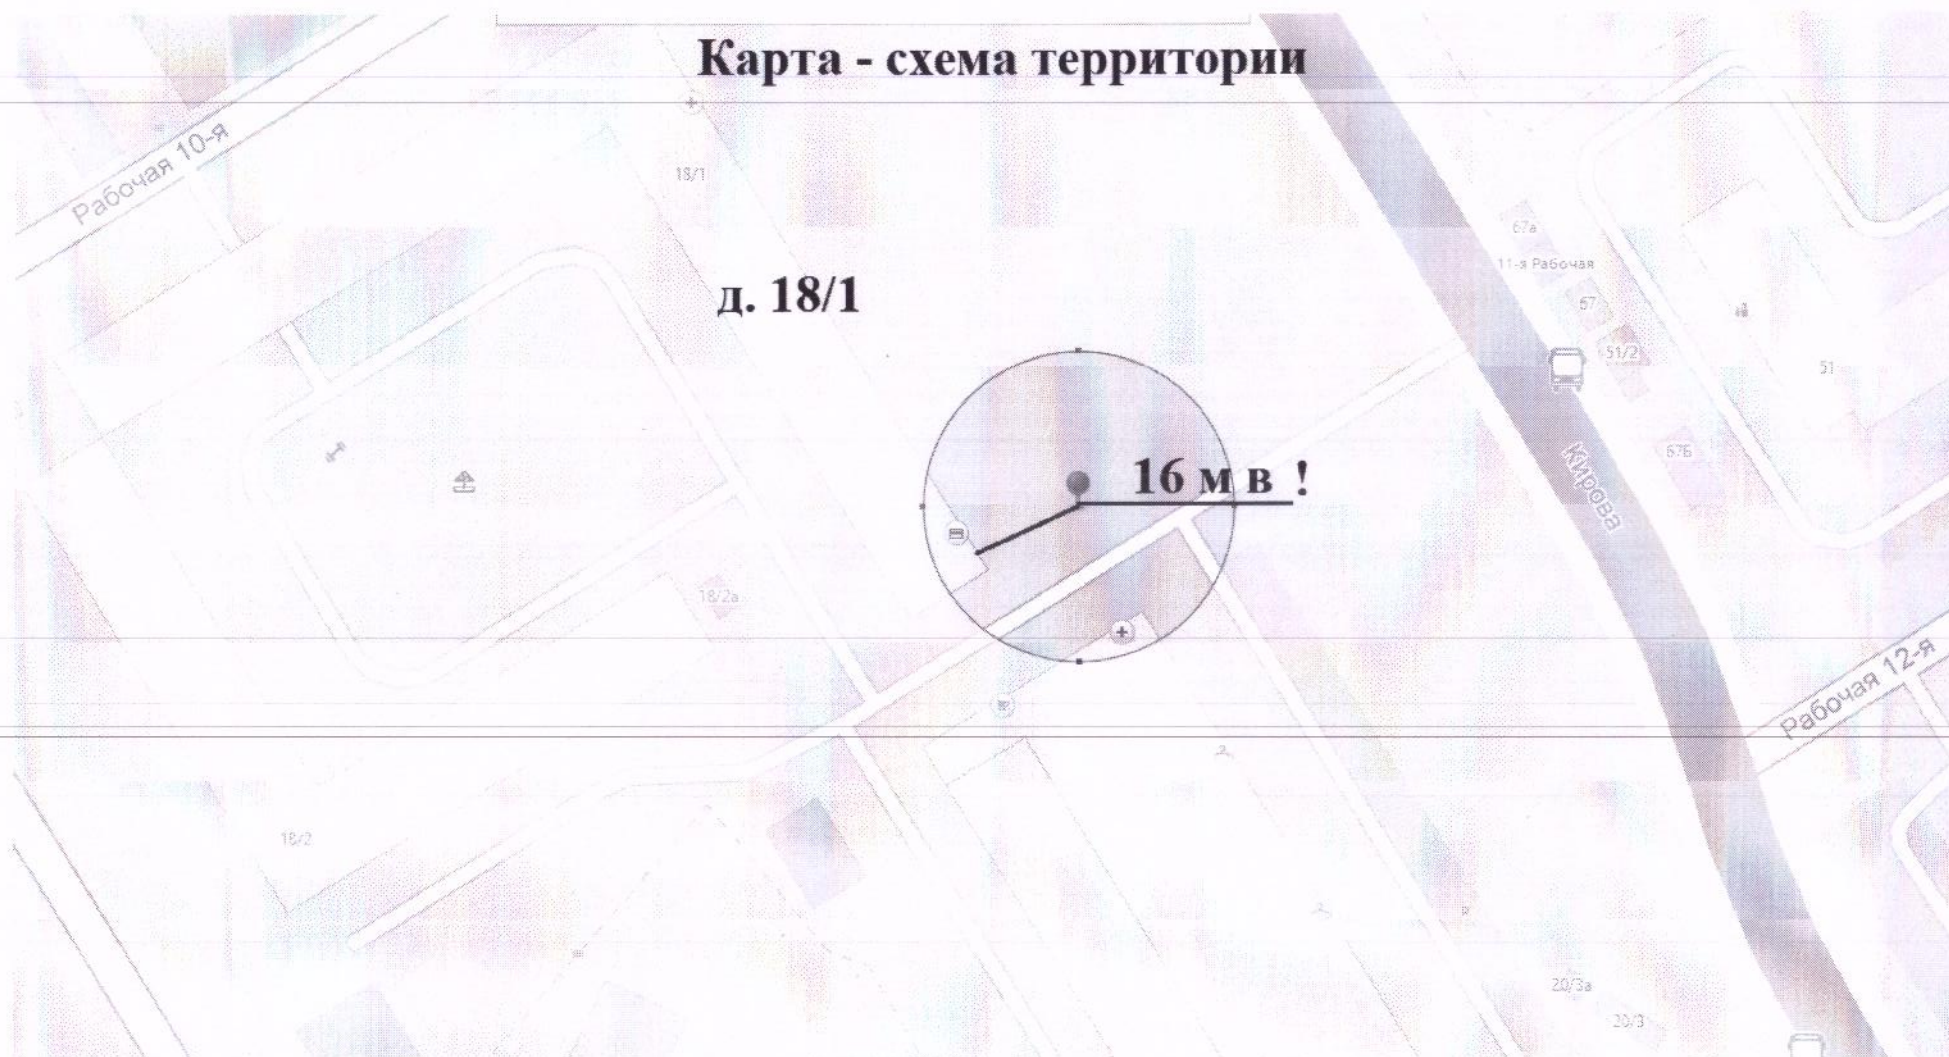 Карта - схема территории
Рабочая 10-я
18/1
67а
11-я Рабочая
д. 18/1
67
51/2
51
16 м в !
67Б
Кирова
18/2а
Рабочая 12-я
18/2
20/3а
20/3